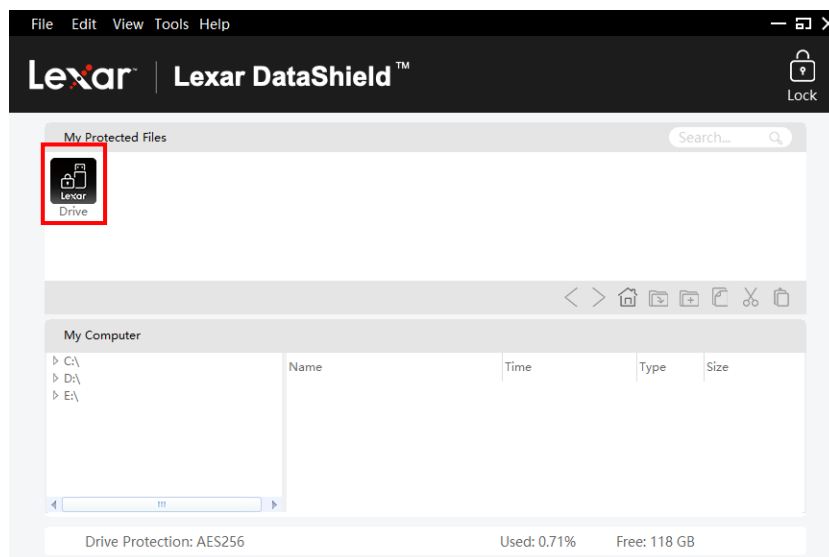 File Edit View Tools Help
Lexar™ Lexar DataShield™
Lock
My Protected Files Search...
Lexar
Drive
My Computer
C:\
D:\
E:\
Name Time Type Size
Drive Protection: AES256 Used: 0.71% Free: 118 GB